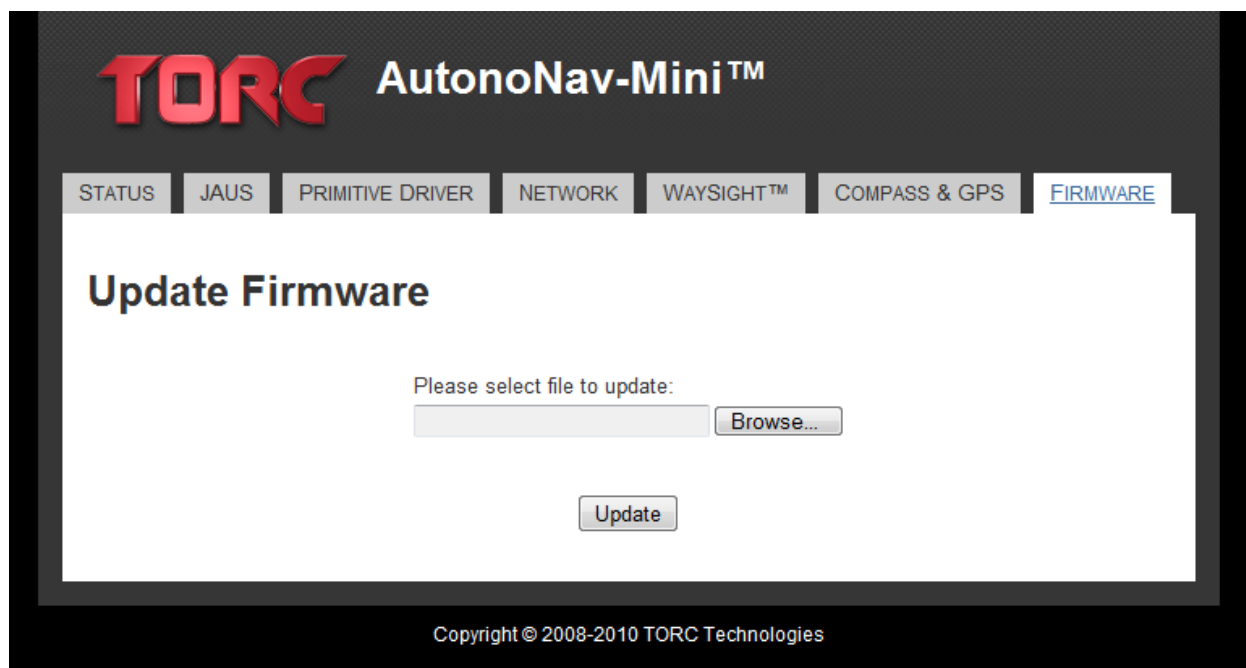 TORC AutonoNav-Mini™
STATUS JAUS PRIMITIVE DRIVER NETWORK WAYSIGHT™ COMPASS & GPS FIRMWARE
Update Firmware
Please select file to update:
Browse...
Update
Copyright © 2008-2010 TORC Technologies